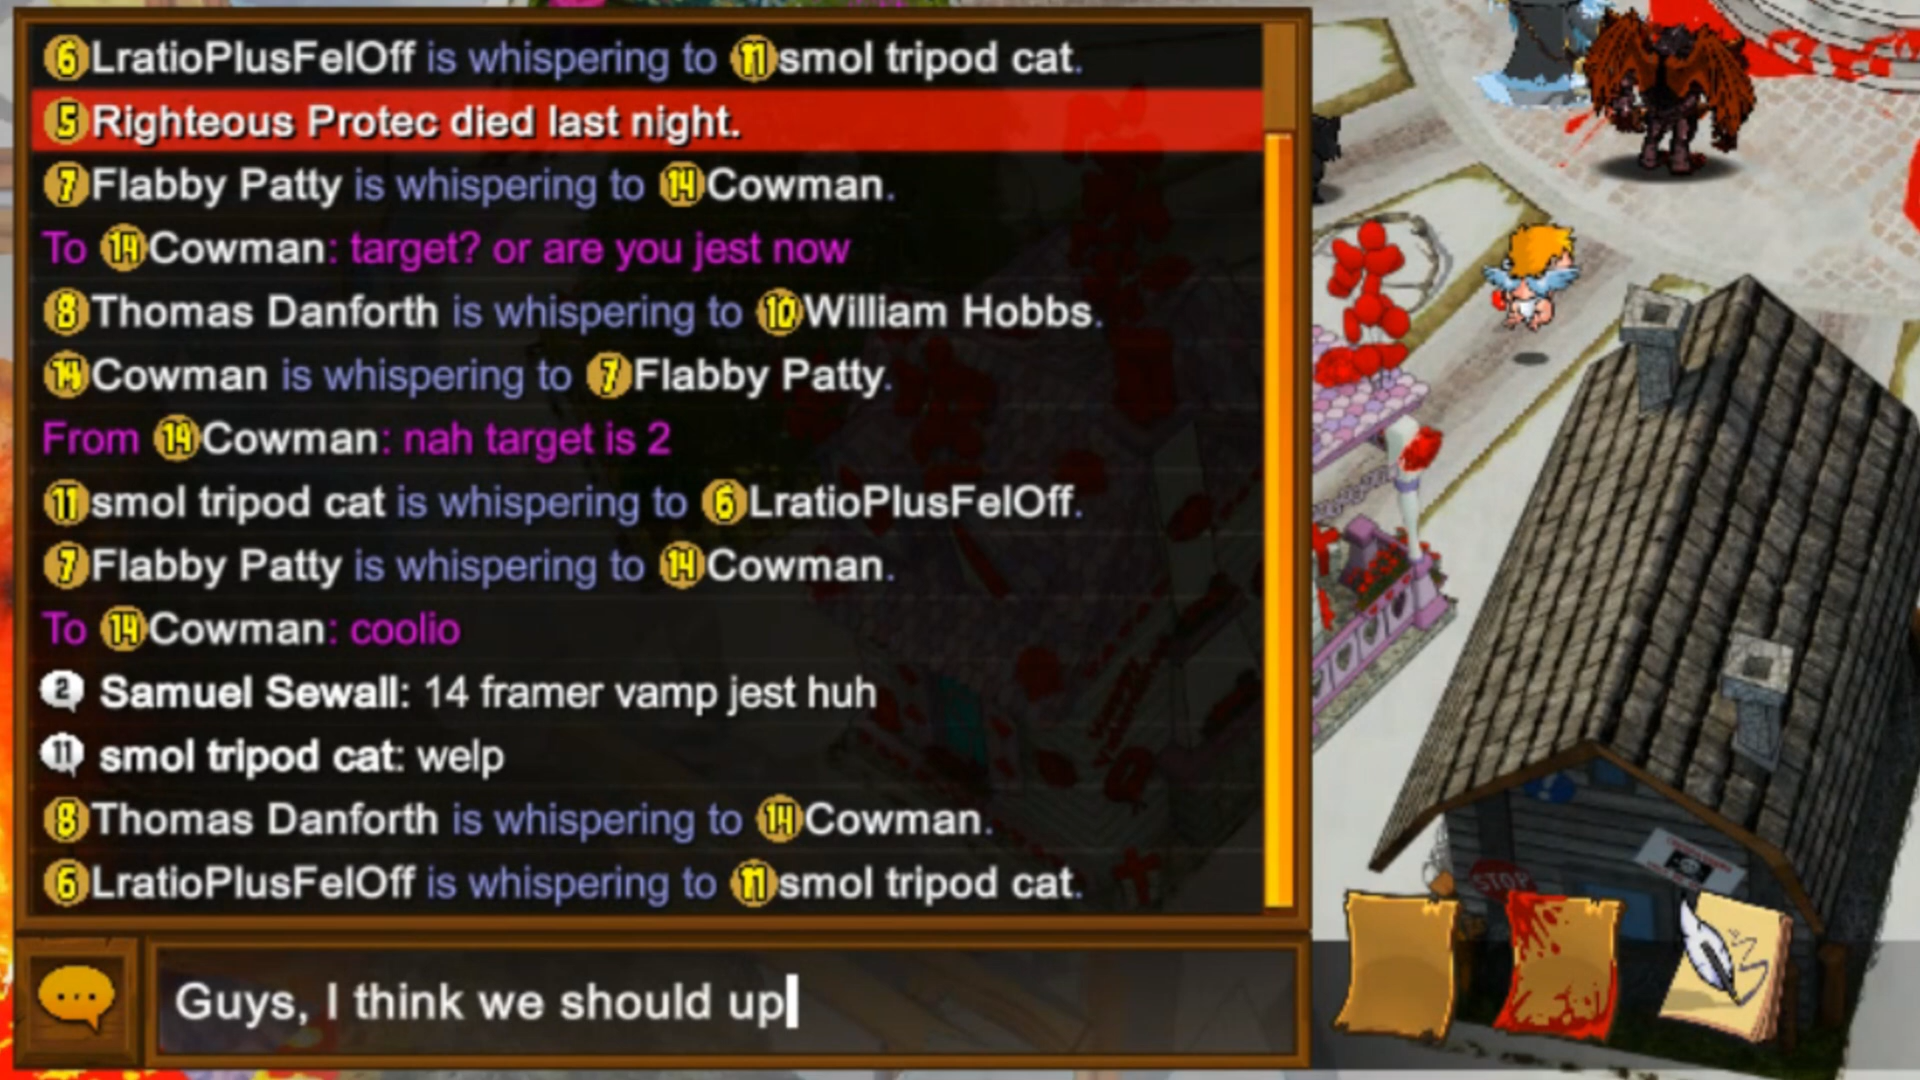 6 LratioPlusFelOff is whispering to 11 smol tripod cat.
5 Righteous Protec died last night.
7 Flabby Patty is whispering to 14 Cowman.
To 14 Cowman: target? or are you jest now
8 Thomas Danforth is whispering to 10 William Hobbs.
14 Cowman is whispering to 7 Flabby Patty.
From 14 Cowman: nah target is 2
11 smol tripod cat is whispering to 6 LratioPlusFelOff.
7 Flabby Patty is whispering to 14 Cowman.
To 14 Cowman: coolio
2 Samuel Sewall: 14 framer vamp jest huh
11 smol tripod cat: welp
8 Thomas Danforth is whispering to 14 Cowman.
6 LratioPlusFelOff is whispering to 11 smol tripod cat.
Guys, I think we should up
STOP